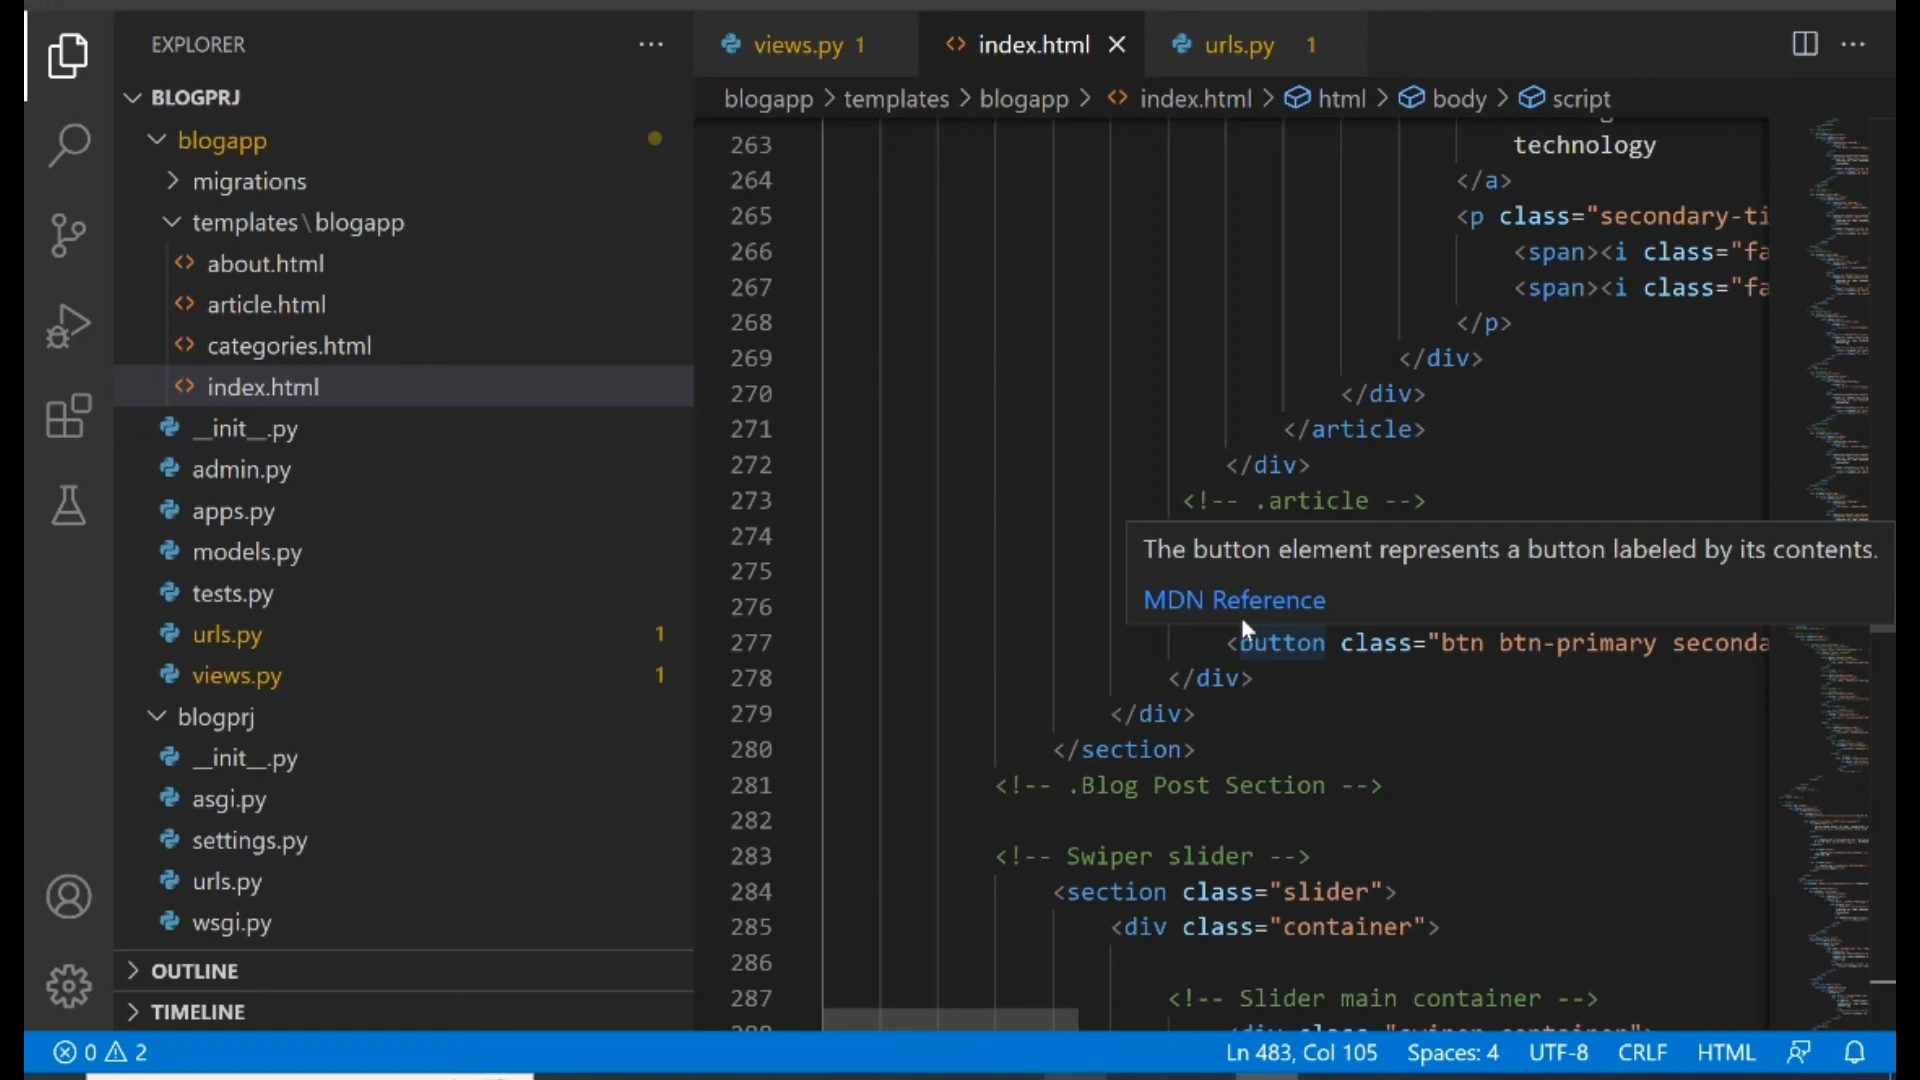 EXPLORER
views.py 1
index.html
urls.py 1
BLOGPRJ
blogapp > templates > blogapp > index.html > html > body > script
blogapp
migrations
templates\blogapp
about.html
article.html
categories.html
index.html
__init__.py
admin.py
apps.py
models.py
tests.py
urls.py 1
views.py 1
blogprj
__init__.py
asgi.py
settings.py
urls.py
wsgi.py
OUTLINE
TIMELINE
263 technology
264 </a>
265 <p class="secondary-ti
266 <span><i class="fa
267 <span><i class="fa
268 </p>
269 </div>
270 </div>
271 </article>
272 </div>
273 <!-- .article -->
274
275
276
The button element represents a button labeled by its contents.
MDN Reference
277 <button class="btn btn-primary seconda
278 </div>
279 </div>
280 </section>
281 <!-- .Blog Post Section -->
282
283 <!-- Swiper slider -->
284 <section class="slider">
285 <div class="container">
286
287 <!-- Slider main container -->
0 2
Ln 483, Col 105 Spaces: 4 UTF-8 CRLF HTML